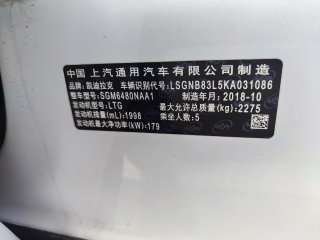 中国 上汽通用汽车有限公司制造
品牌:凯迪拉克 车辆识别代号:LSGNB83L5KA031086
整车型号:SGM6480NAA1 制造年月:2018-10
发动机型号:LTG 最大允许总质量(kg):2275
发动机排量(mL):1998 乘坐人数:5
发动机最大净功率(kW):179